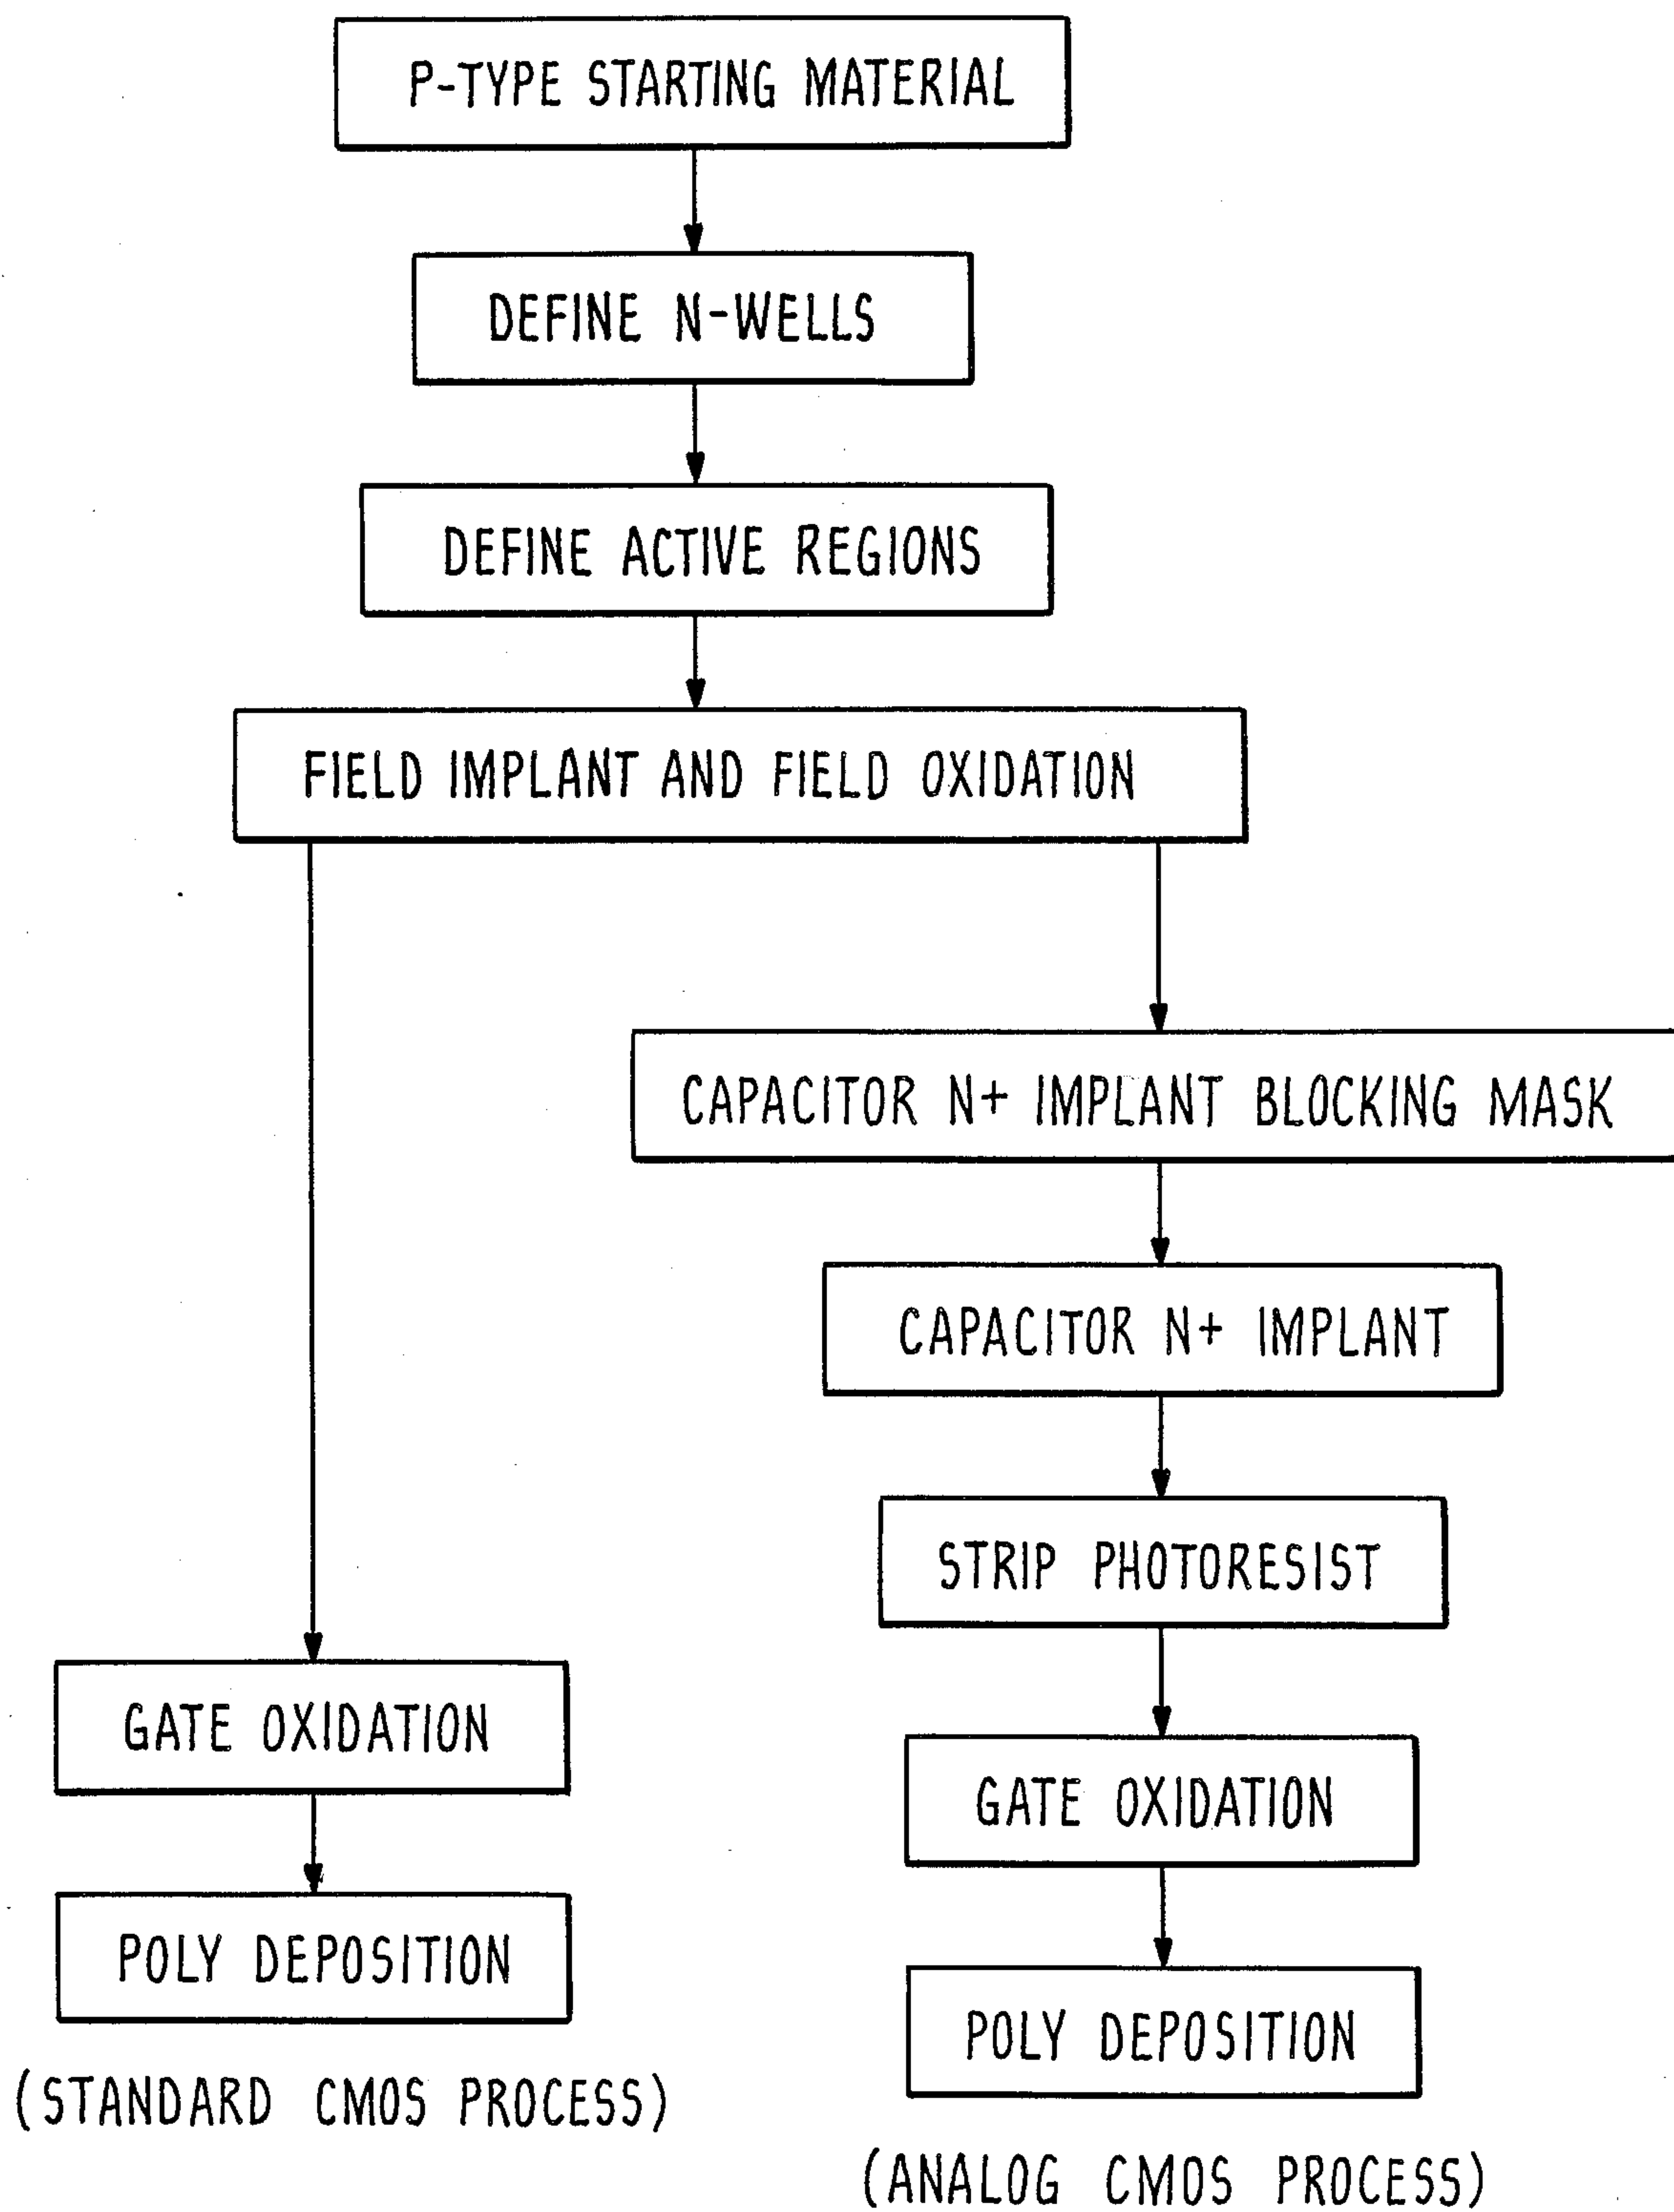 P-TYPE STARTING MATERIAL
DEFINE N-WELLS
DEFINE ACTIVE REGIONS
FIELD IMPLANT AND FIELD OXIDATION
CAPACITOR N+ IMPLANT BLOCKING MASK
CAPACITOR N+ IMPLANT
STRIP PHOTORESIST
GATE OXIDATION
POLY DEPOSITION
(STANDARD CMOS PROCESS)
GATE OXIDATION
POLY DEPOSITION
(ANALOG CMOS PROCESS)